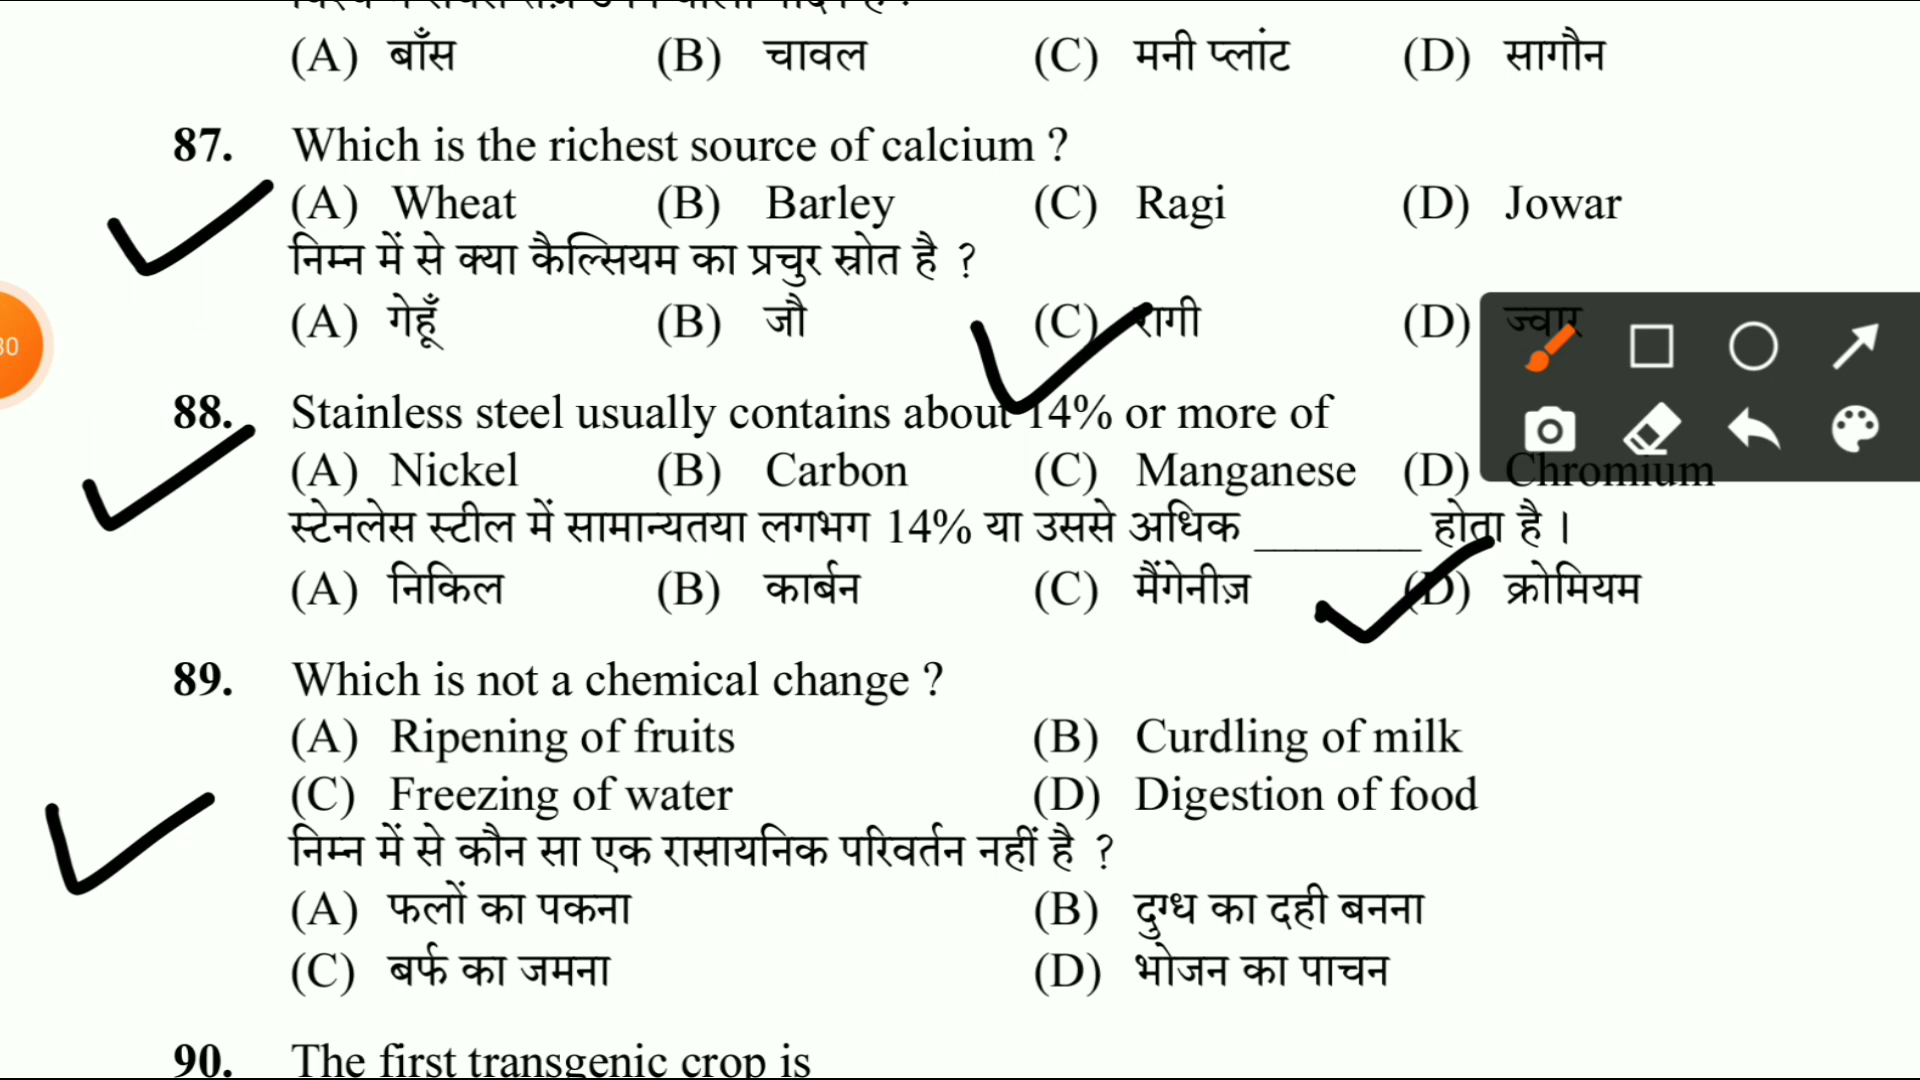 (A) बाँस (B) चावल (C) मनी प्लांट (D) सागौन
87. Which is the richest source of calcium ?
(A) Wheat (B) Barley (C) Ragi (D) Jowar
निम्न में से क्या कैल्सियम का प्रचुर स्रोत है ?
(A) गेहूँ (B) जौ (C) रागी (D) ज्वार
30
88. Stainless steel usually contains about 14% or more of
(A) Nickel (B) Carbon (C) Manganese (D) Chromium
स्टेनलेस स्टील में सामान्यतया लगभग 14% या उससे अधिक ________ होता है ।
(A) निकिल (B) कार्बन (C) मैंगेनीज़ (D) क्रोमियम
89. Which is not a chemical change ?
(A) Ripening of fruits (B) Curdling of milk
(C) Freezing of water (D) Digestion of food
निम्न में से कौन सा एक रासायनिक परिवर्तन नहीं है ?
(A) फलों का पकना (B) दुग्ध का दही बनना
(C) बर्फ का जमना (D) भोजन का पाचन
90. The first transgenic crop is